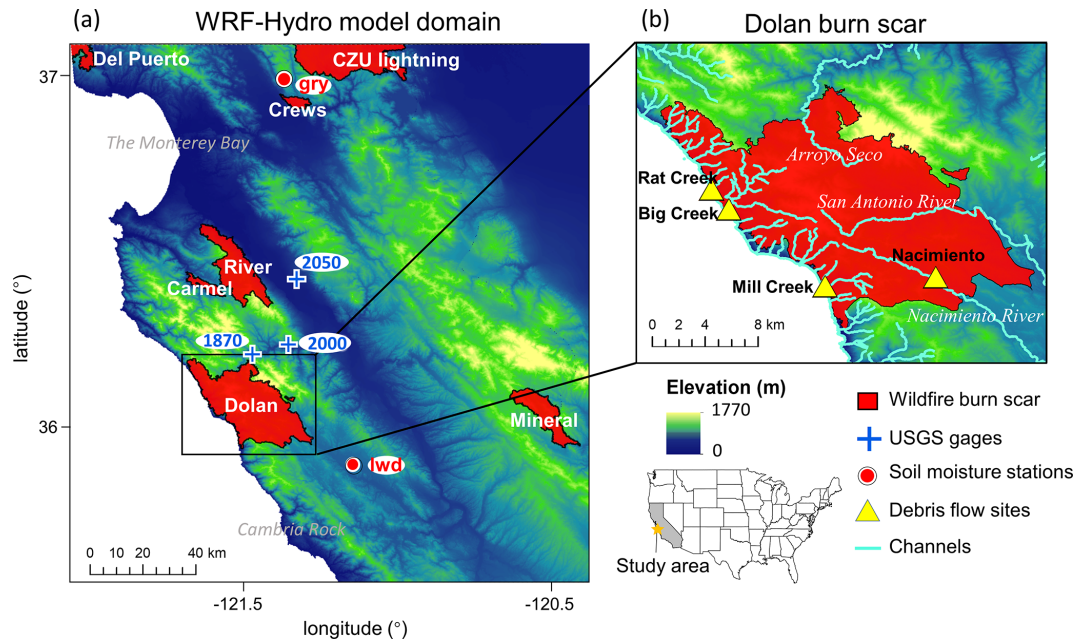 (a) WRF-Hydro model domain
Del Puerto
CZU lightning
gry
Crews
The Monterey Bay
River
Carmel
2050
1870
2000
Dolan
Mineral
lwd
Cambria Rock
0 10 20 40 km
37
36
latitude (°)
-121.5
-120.5
longitude (°)
(b) Dolan burn scar
Arroyo Seco
Rat Creek
San Antonio River
Big Creek
Nacimiento
Mill Creek
Nacimiento River
0 2 4 8 km
Elevation (m)
1770
0
Study area
Wildfire burn scar
USGS gages
Soil moisture stations
Debris flow sites
Channels